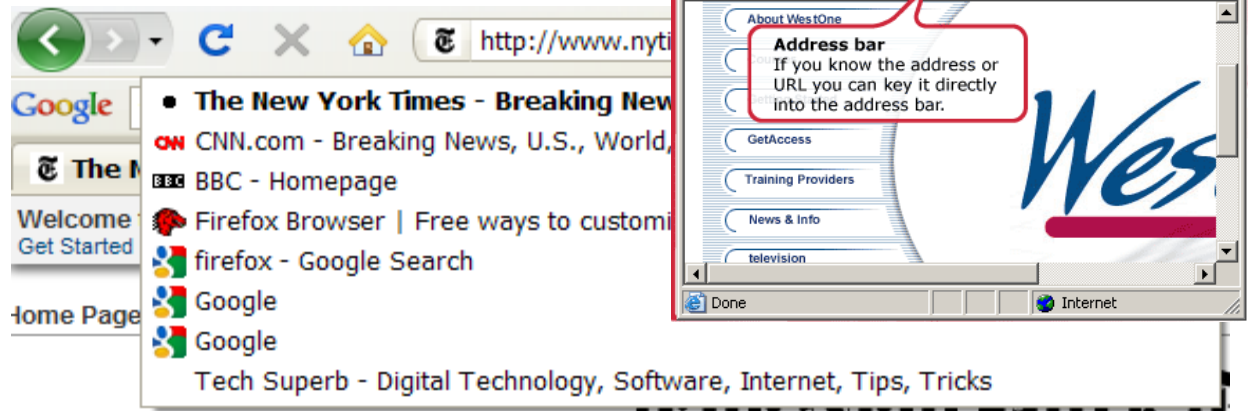 http://www.nyti
Google
The New York Times - Breaking New
CNN CNN.com - Breaking News, U.S., World,
The N
BBC BBC - Homepage
Welcome
Firefox Browser | Free ways to customi
Get Started
firefox - Google Search
Google
Home Page
Google
Tech Superb - Digital Technology, Software, Internet, Tips, Tricks
About WestOne
Address bar
If you know the address or
URL you can key it directly
into the address bar.
GetAccess
Training Providers
News & Info
television
Wes
Done
Internet